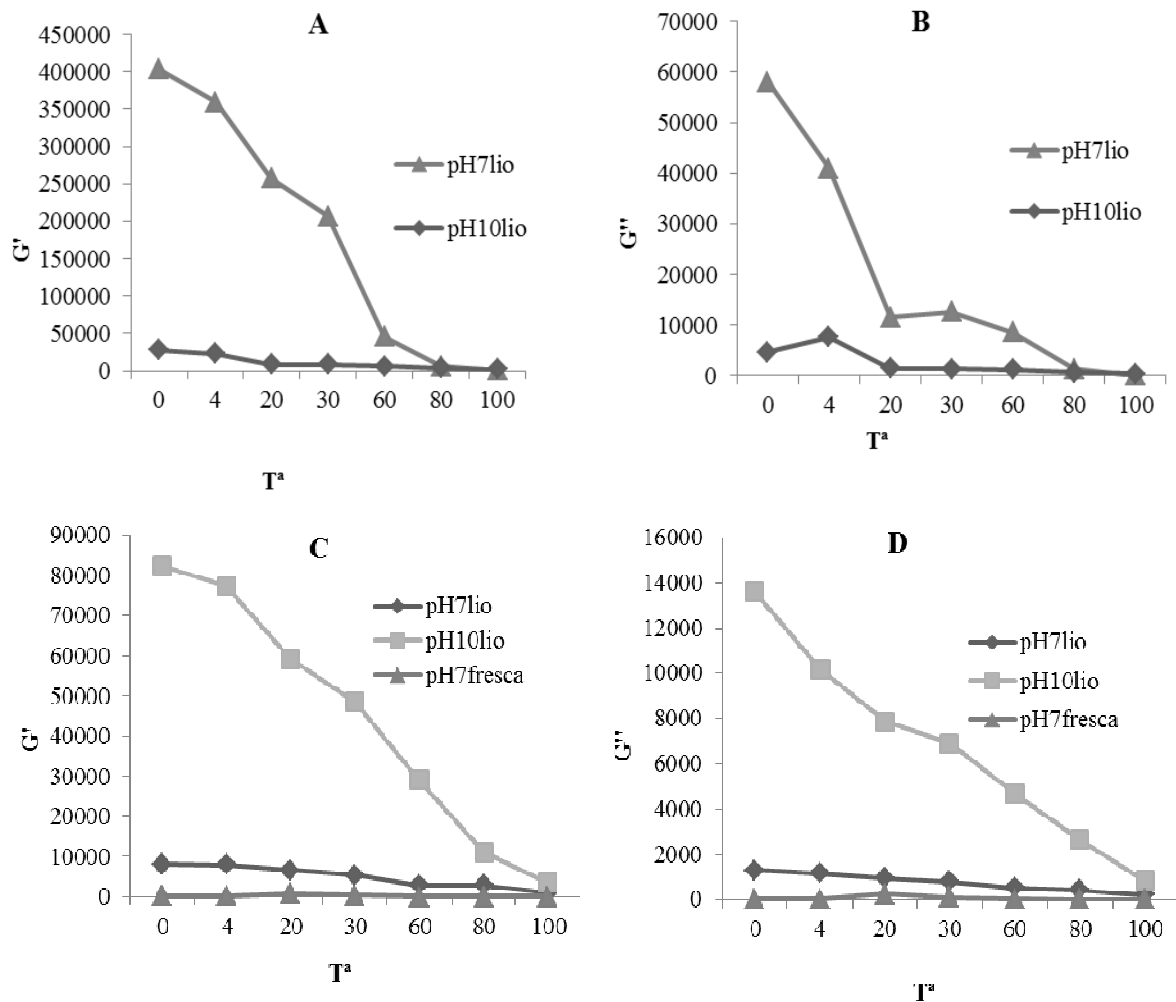 A
450000
400000
350000
300000
250000
200000
150000
100000
50000
0
G'
pH7lio
pH10lio
0 4 20 30 60 80 100
Tª
B
70000
60000
50000
40000
30000
20000
10000
0
G''
pH7lio
pH10lio
0 4 20 30 60 80 100
Tª
C
90000
80000
70000
60000
50000
40000
30000
20000
10000
0
G'
pH7lio
pH10lio
pH7fresca
0 4 20 30 60 80 100
Tª
D
16000
14000
12000
10000
8000
6000
4000
2000
0
G''
pH7lio
pH10lio
pH7fresca
0 4 20 30 60 80 100
Tª